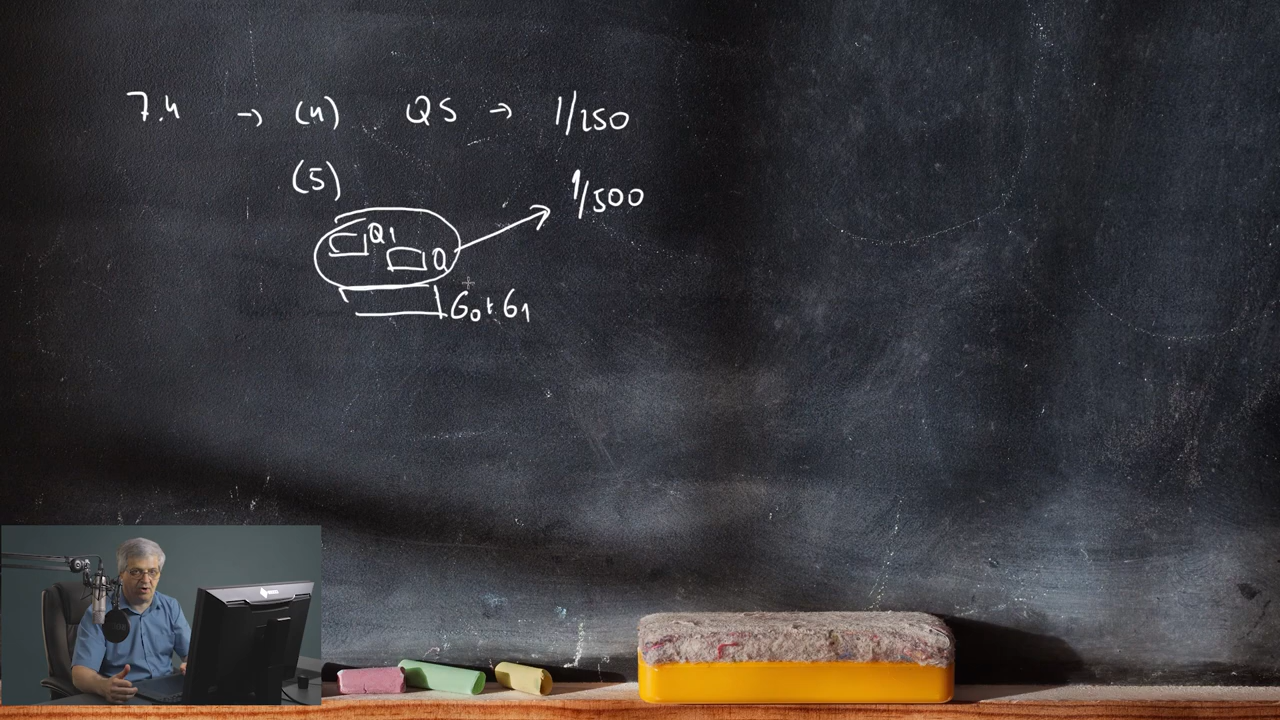 7.4 → (4) QS → 1/250
(5)
1/500
Q1
Q
G0+G1